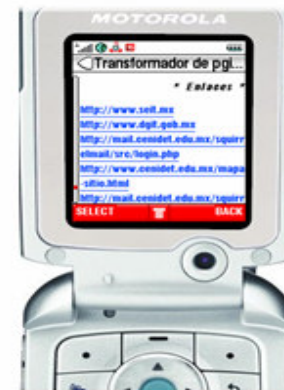 MOTOROLA
Transformador de pgl...
* Enlaces *
http://www.seit.mx
http://www.dgit.gob.mx
http://mail.cenidet.edu.mx/squirr
elmail/src/login.php
http://www.cenidet.edu.mx/mapa
-sitio.html
http://mail.cenidet.edu.mx/squirr
SELECT
BACK